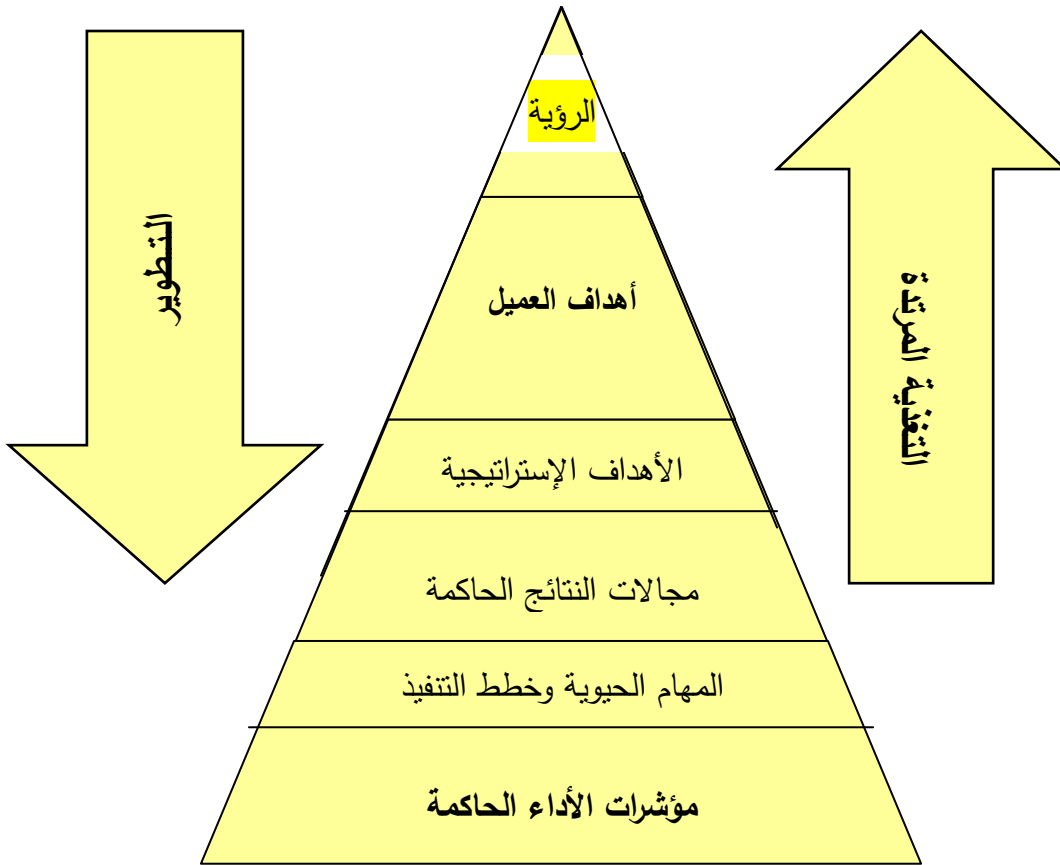 الرؤية
التطوير
أهداف العميل
التغذية المرتدة
الأهداف الإستراتيجية
مجالات النتائج الحاكمة
المهام الحيوية وخطط التنفيذ
مؤشرات الأداء الحاكمة